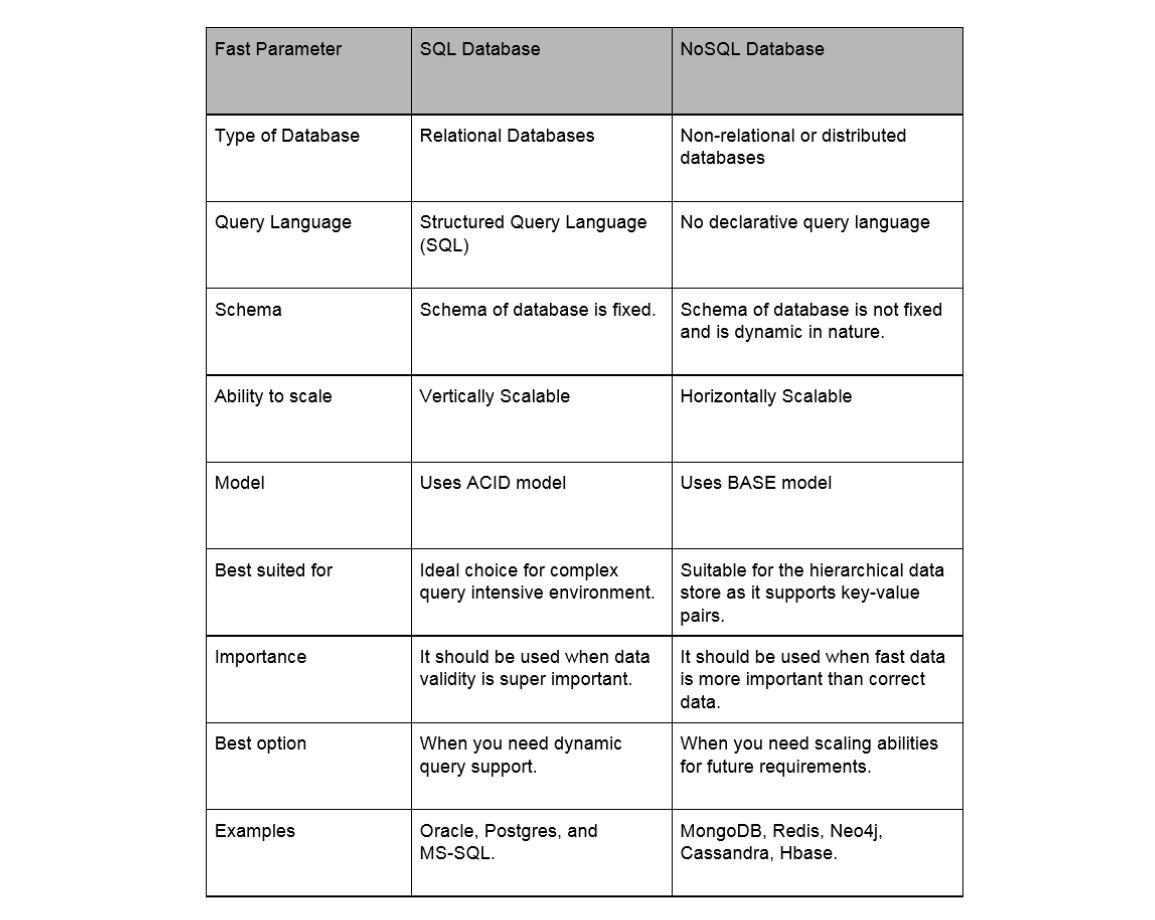 Fast Parameter
SQL Database
NoSQL Database
Type of Database
Relational Databases
Non-relational or distributed
databases
Query Language
Structured Query Language
(SQL)
No declarative query language
Schema
Schema of database is fixed.
Schema of database is not fixed
and is dynamic in nature.
Ability to scale
Vertically Scalable
Horizontally Scalable
Model
Uses ACID model
Uses BASE model
Best suited for
Ideal choice for complex
query intensive environment.
Suitable for the hierarchical data
store as it supports key-value
pairs.
Importance
It should be used when data
validity is super important.
It should be used when fast data
is more important than correct
data.
Best option
When you need dynamic
query support.
When you need scaling abilities
for future requirements.
Examples
Oracle, Postgres, and
MS-SQL.
MongoDB, Redis, Neo4j,
Cassandra, Hbase.